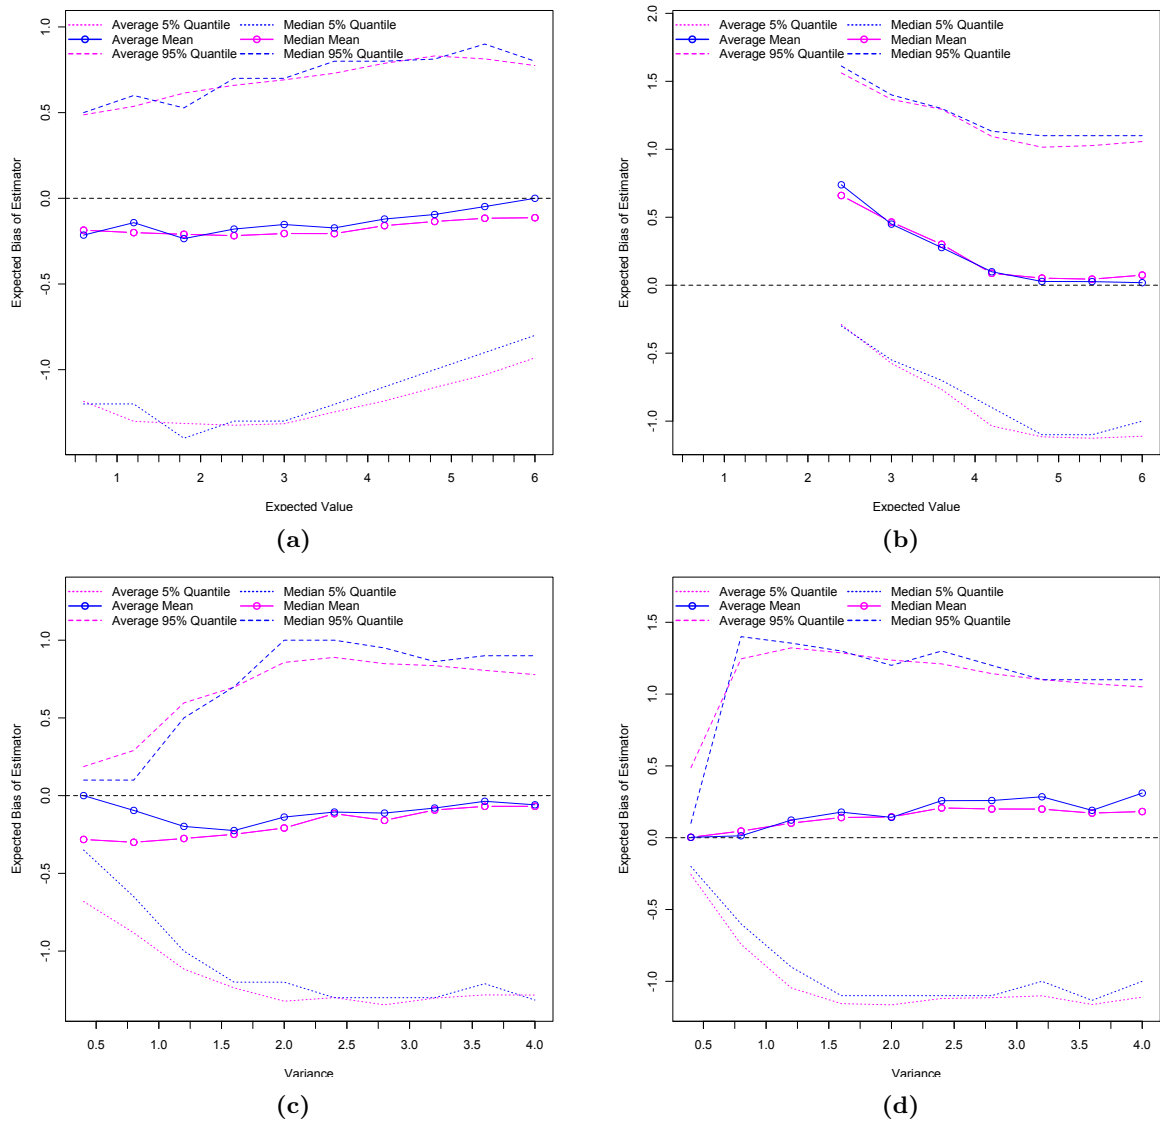 Average 5% Quantile Median 5% Quantile
Average Mean Median Mean
Average 95% Quantile Median 95% Quantile
1.0
0.5
0.0
-0.5
-1.0
Expected Bias of Estimator
1 2 3 4 5 6
Expected Value
(a)
Average 5% Quantile Median 5% Quantile
Average Mean Median Mean
Average 95% Quantile Median 95% Quantile
2.0
1.5
1.0
0.5
0.0
-0.5
-1.0
Expected Bias of Estimator
1 2 3 4 5 6
Expected Value
(b)
Average 5% Quantile Median 5% Quantile
Average Mean Median Mean
Average 95% Quantile Median 95% Quantile
1.0
0.5
0.0
-0.5
-1.0
Expected Bias of Estimator
0.5 1.0 1.5 2.0 2.5 3.0 3.5 4.0
Variance
(c)
Average 5% Quantile Median 5% Quantile
Average Mean Median Mean
Average 95% Quantile Median 95% Quantile
1.5
1.0
0.5
0.0
-0.5
-1.0
Expected Bias of Estimator
0.5 1.0 1.5 2.0 2.5 3.0 3.5 4.0
Variance
(d)